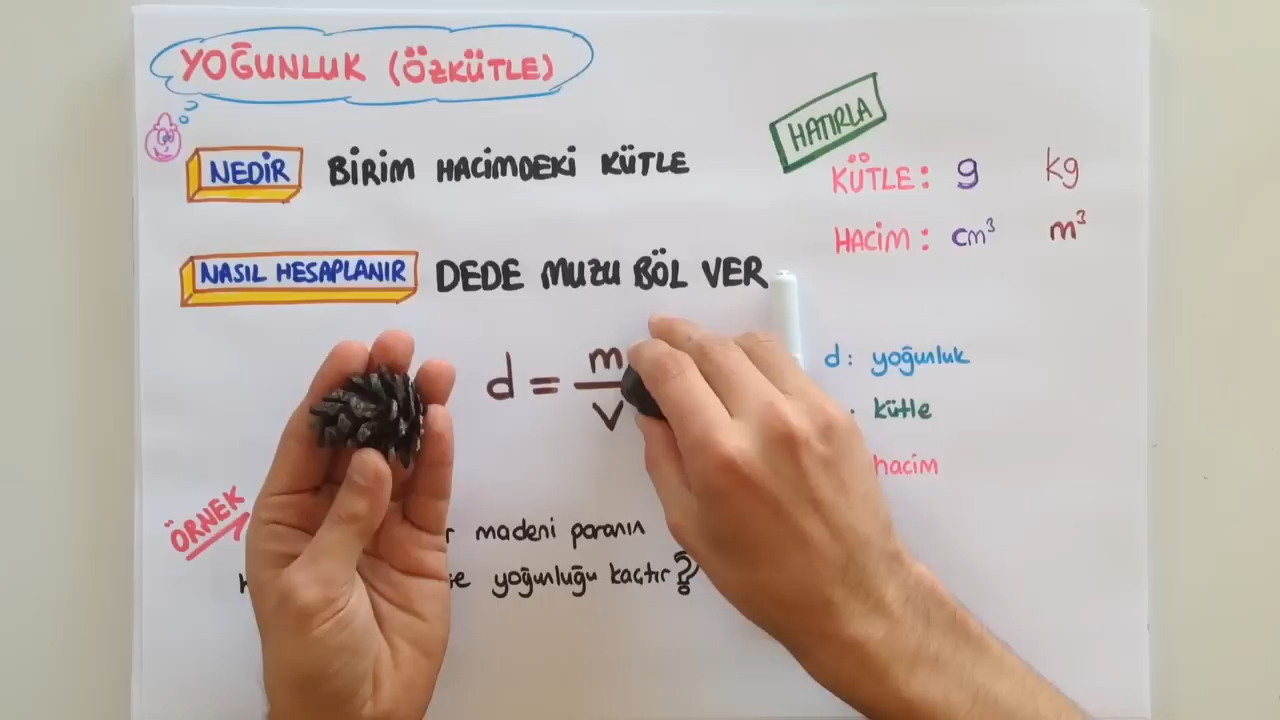 YOĞUNLUK (ÖZKÜTLE)
NEDİR BİRİM HACİMDEKİ KÜTLE
HATIRLA
KÜTLE: g kg
HACİM: cm³ m³
NASIL HESAPLANIR DEDE MUZU BÖL VER
d = m
V
d: yoğunluk
kütle
hacim
ÖRNEK
madeni paranın
yoğunluğu kaçtır?